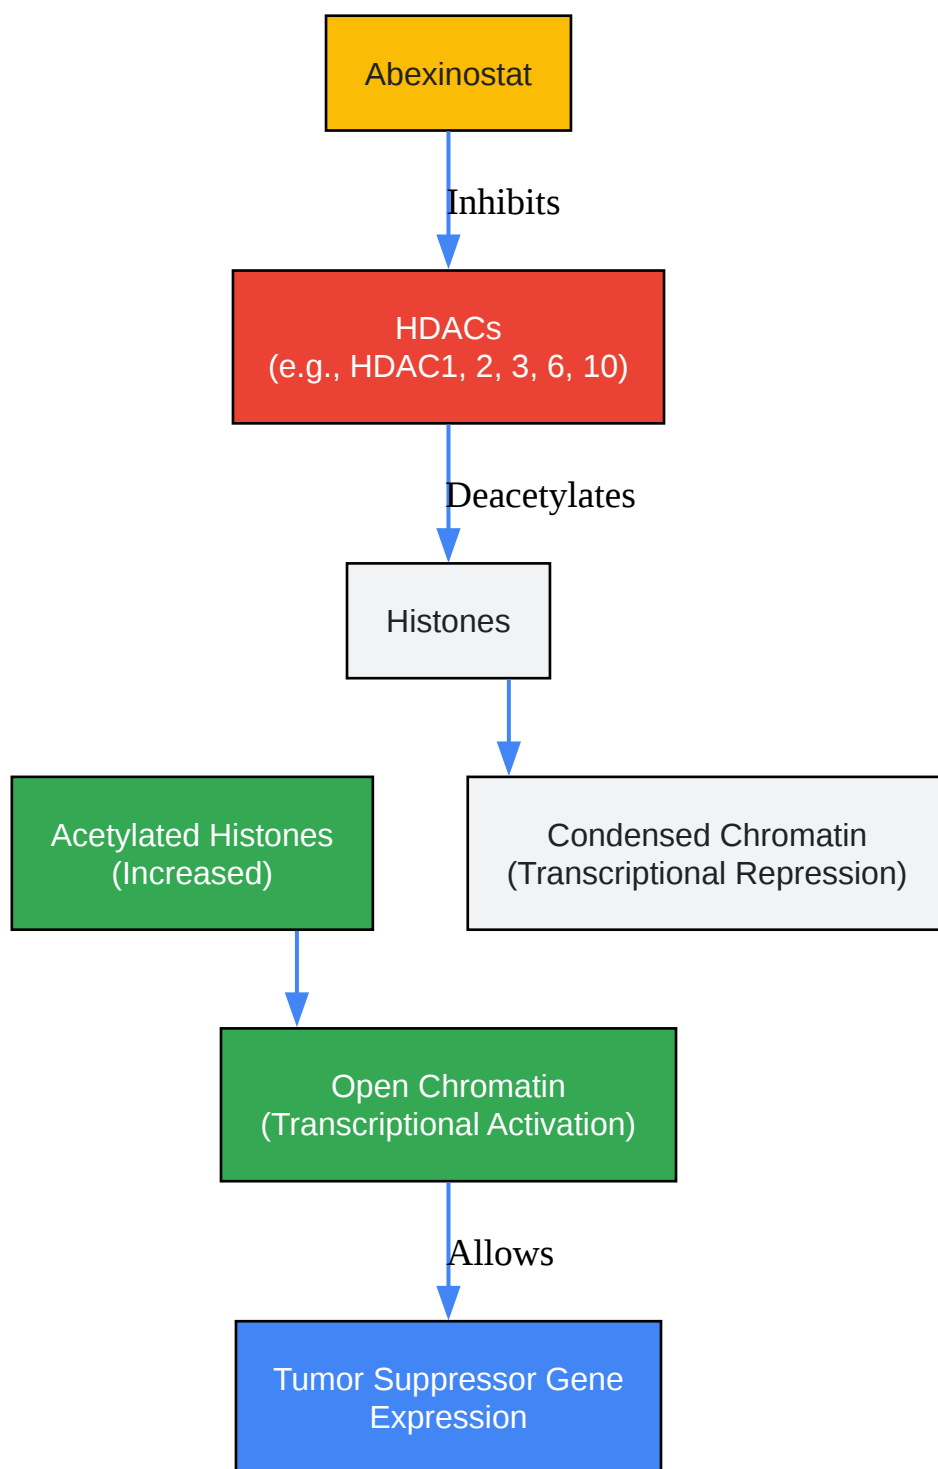 Abexinostat
Inhibits
HDACs
(e.g., HDAC1, 2, 3, 6, 10)
Deacetylates
Histones
Acetylated Histones
(Increased)
Condensed Chromatin
(Transcriptional Repression)
Open Chromatin
(Transcriptional Activation)
Allows
Tumor Suppressor Gene
Expression